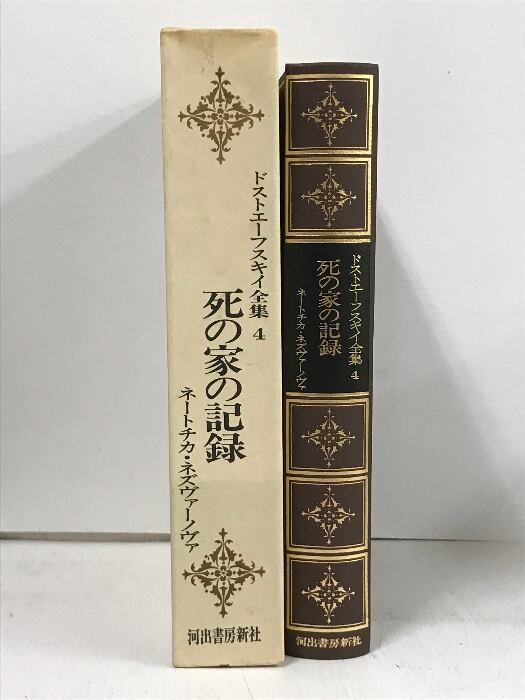 ドストエーフスキイ全集 4
死の家の記録
ネートチカ・ネズヴァーノヴァ
河出書房新社
ドストエーフスキイ全集 4
死の家の記録
ネートチカ・ネズヴァーノヴァ
河出書房新社